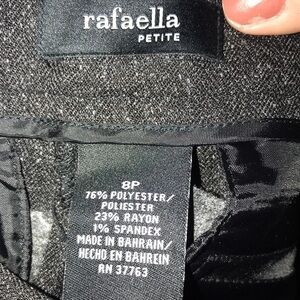 rafaella
PETITE
8P
76% POLYESTER/
POLIESTER
23% RAYON
1% SPANDEX
MADE IN BAHRAIN/
HECHO EN BAHREIN
RN 37763